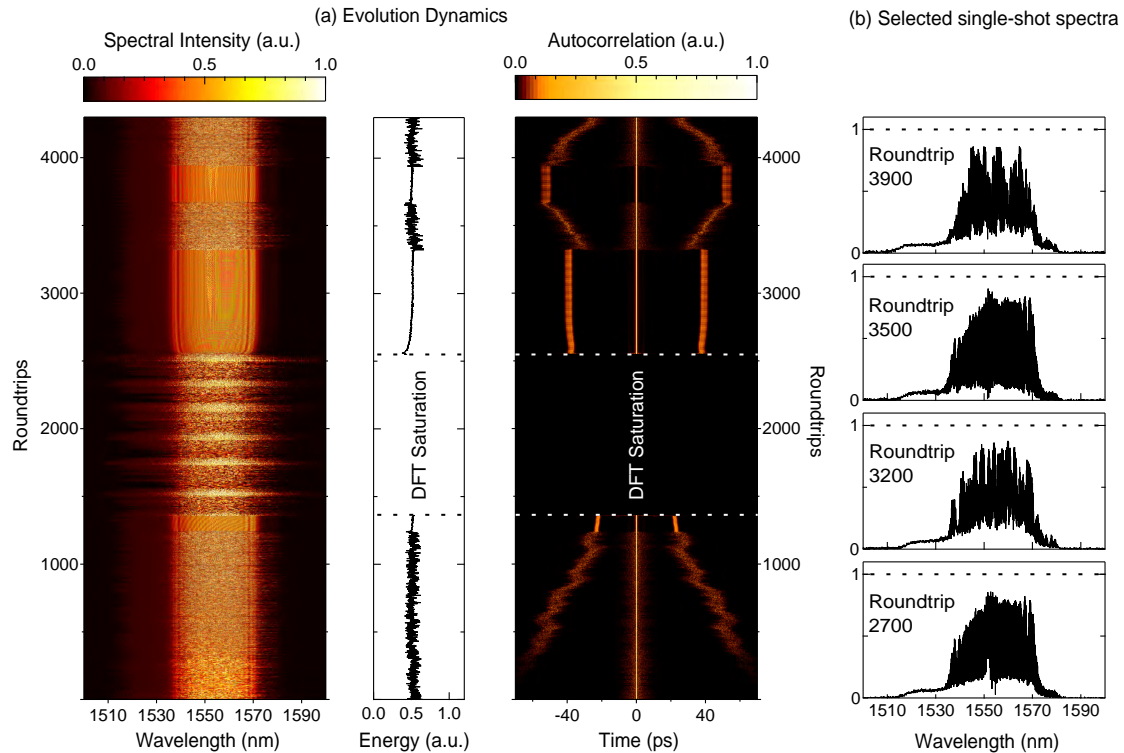 (a) Evolution Dynamics
(b) Selected single-shot spectra
Spectral Intensity (a.u.)
Autocorrelation (a.u.)
0.0 0.5 1.0
0.0 0.5 1.0
4000
3000
2000
1000
Roundtrips
1510 1530 1550 1570 1590
Wavelength (nm)
DFT Saturation
0.0 0.5 1.2
Energy (a.u.)
DFT Saturation
-40 0 40
Time (ps)
4000
3000
2000
1000
Roundtrips
1
Roundtrip
3900
0
1
Roundtrip
3500
0
1
Roundtrip
3200
0
1
Roundtrip
2700
0
1510 1530 1550 1570 1590
Wavelength (nm)